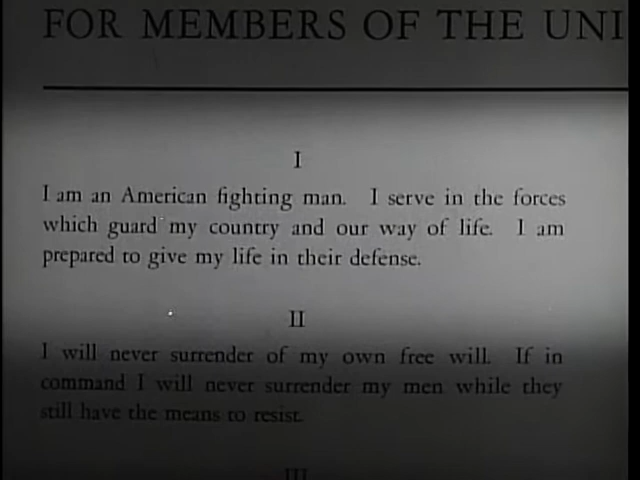 FOR MEMBERS OF THE UNI
I
I am an American fighting man. I serve in the forces
which guard my country and our way of life. I am
prepared to give my life in their defense.
II
I will never surrender of my own free will. If in
command I will never surrender my men while they
still have the means to resist.
III